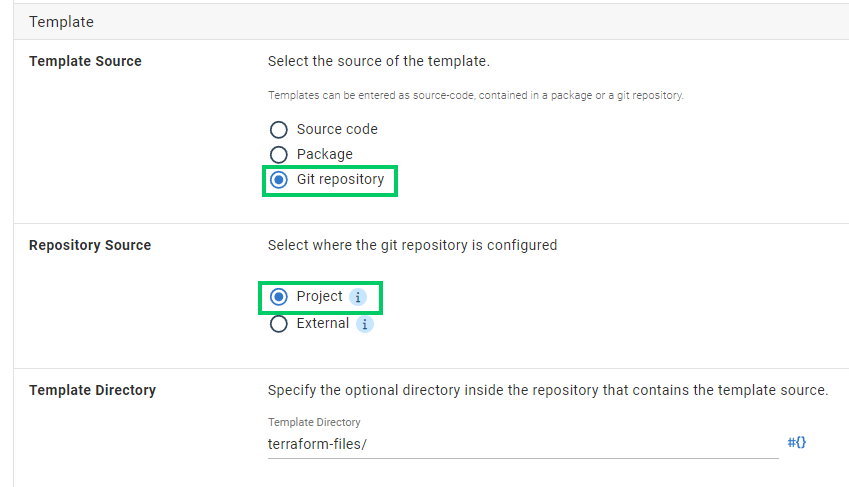 Template
Template Source
Select the source of the template.
Templates can be entered as source-code, contained in a package or a git repository.
Source code
Package
Git repository
Repository Source
Select where the git repository is configured
Project i
External i
Template Directory
Specify the optional directory inside the repository that contains the template source.
Template Directory
terraform-files/
#{}